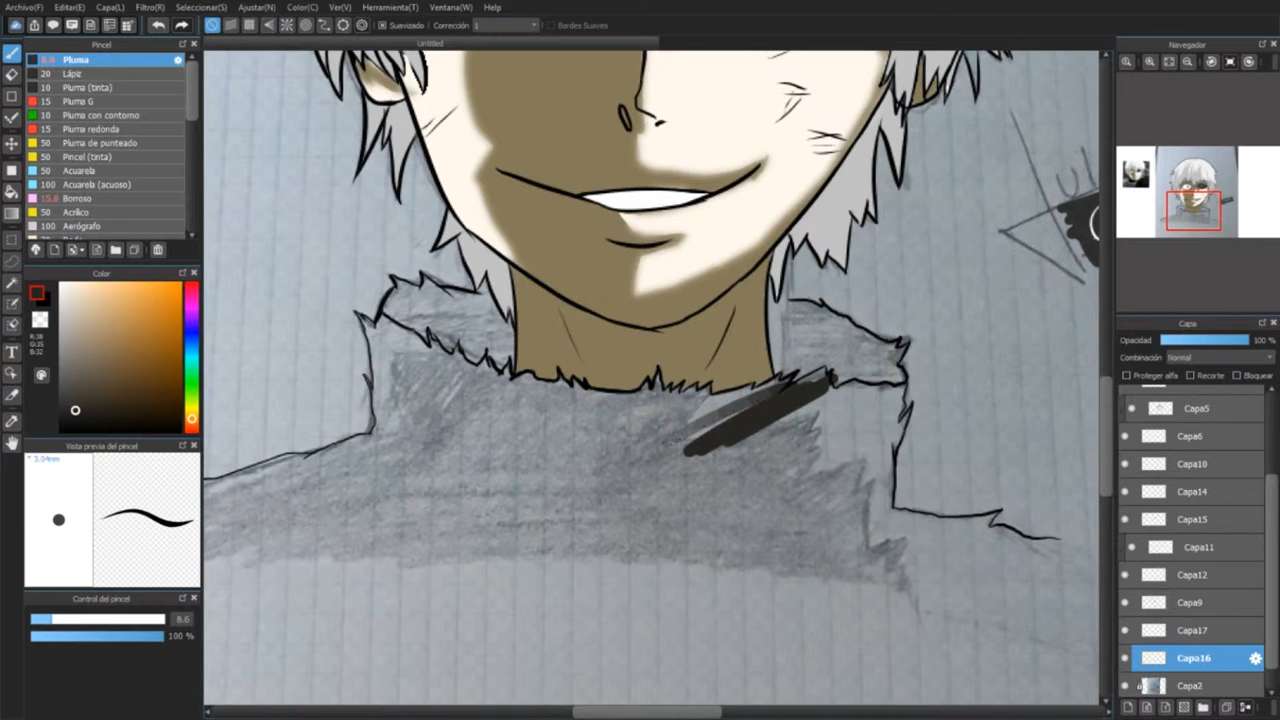 Archivo(F) Editar(E) Capa(L) Filtro(R) Seleccionar(S) Ajustar(N) Color(C) Ver(V) Herramienta(T) Ventana(W) Help
Suavizado Corrección 1 Bordes Suaves
Pincel
Untitled
Navegador
Pluma
20 Lápiz
10 Pluma (tinta)
15 Pluma G
10 Pluma con contorno
15 Pluma redonda
50 Pluma de punteado
50 Pincel (tinta)
50 Acuarela
100 Acuarela (acuoso)
15.0 Borroso
50 Acrílico
100 Aerógrafo
Color
R:38
G:35
B:32
Vista previa del pincel
* 3.04mm
Control del pincel
8.6
100 %
Capa
Opacidad 100 %
Combinación Normal
Proteger alfa Recorte Bloquear
Capa5
Capa6
Capa10
Capa14
Capa15
Capa11
Capa12
Capa9
Capa17
Capa16
Capa2